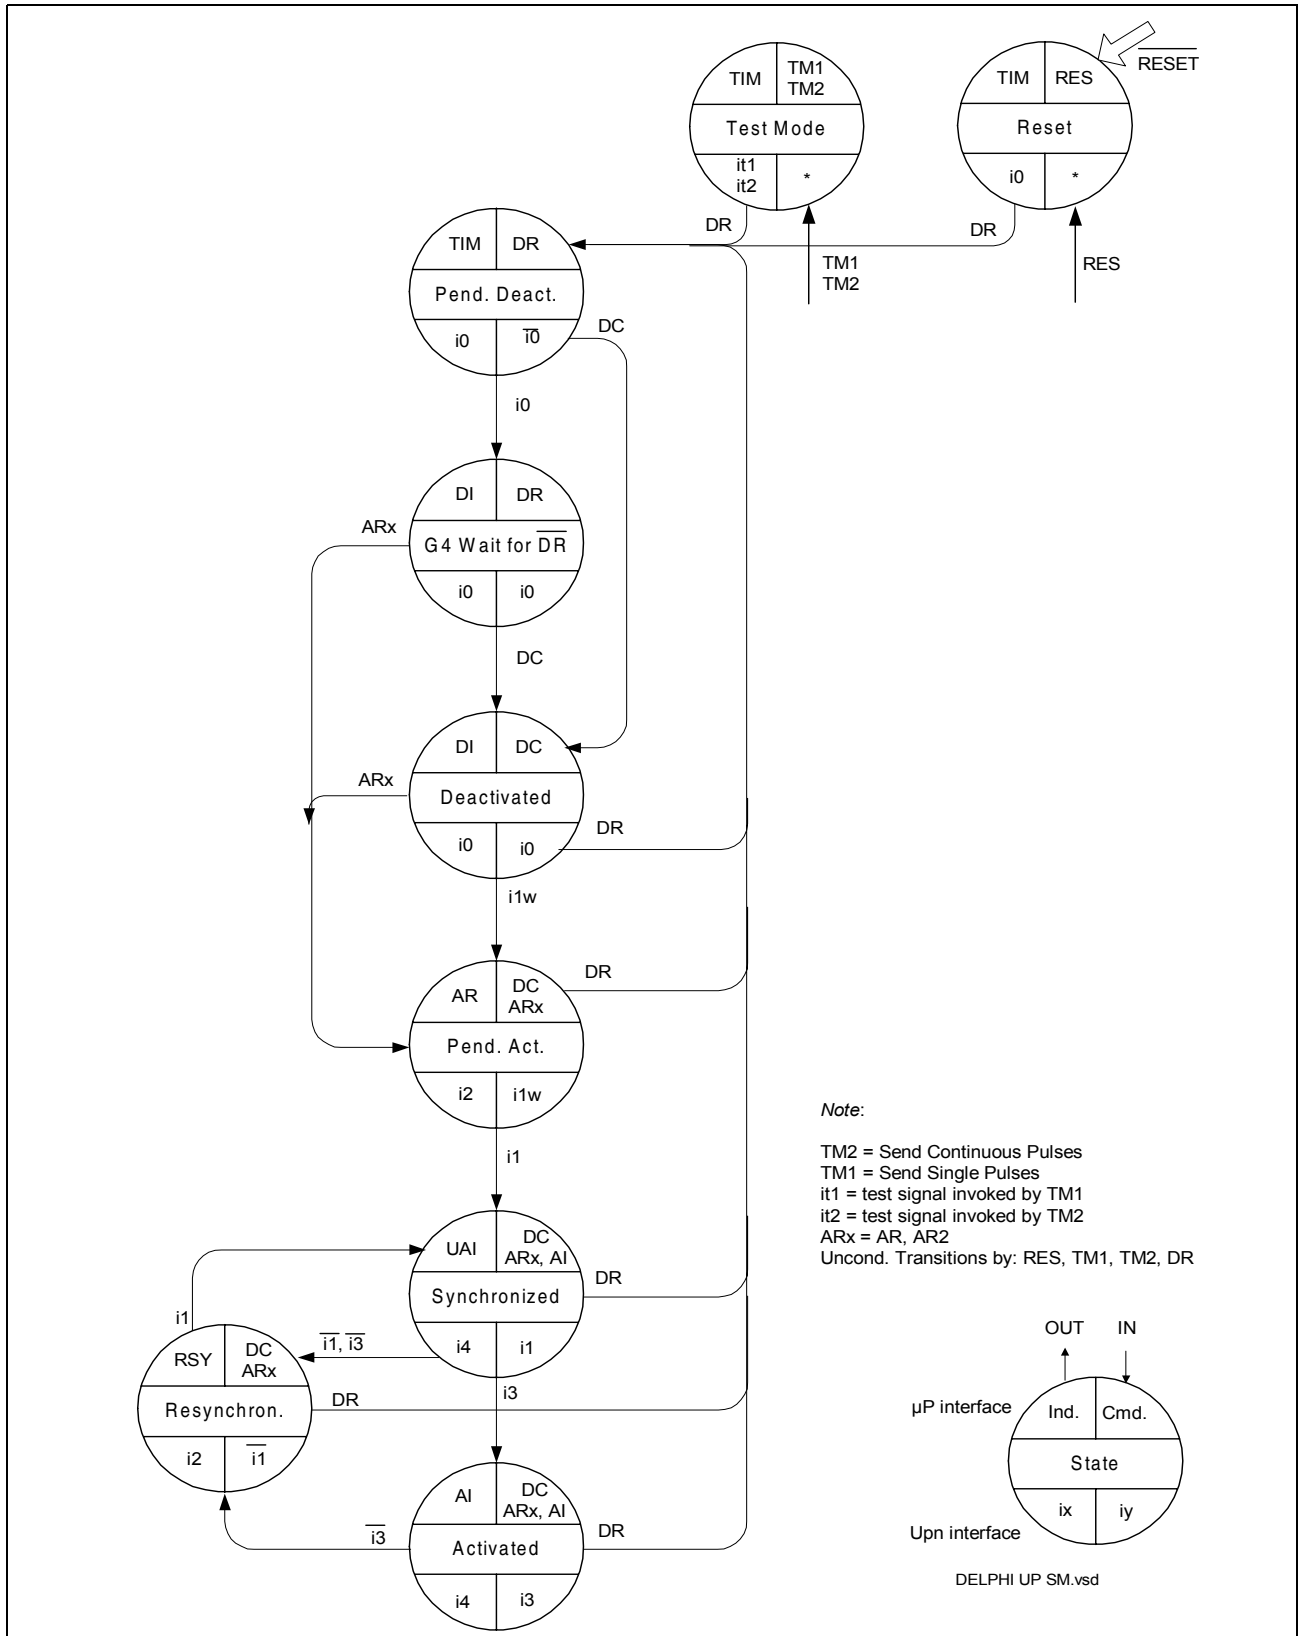 TIM
TM1
TM2
Test Mode
it1
it2
*
TIM
RES
Reset
i0
*
RESET
DR
DR
TM1
TM2
RES
TIM
DR
Pend. Deact.
i0
i0
DC
i0
DI
DR
G4 Wait for DR
i0
i0
ARx
DC
DI
DC
Deactivated
i0
i0
ARx
DR
i1w
AR
DC
ARx
Pend. Act.
i2
i1w
DR
i1
UAI
DC
ARx, AI
Synchronized
i4
i1
DR
i1
i1, i3
i3
RSY
DC
ARx
Resynchron.
i2
i1
DR
AI
DC
ARx, AI
Activated
i4
i3
i3
DR
Note:
TM2 = Send Continuous Pulses
TM1 = Send Single Pulses
it1 = test signal invoked by TM1
it2 = test signal invoked by TM2
ARx = AR, AR2
Uncond. Transitions by: RES, TM1, TM2, DR
OUT
IN
µP interface
Ind.
Cmd.
State
ix
iy
Upn interface
DELPHI UP SM.vsd